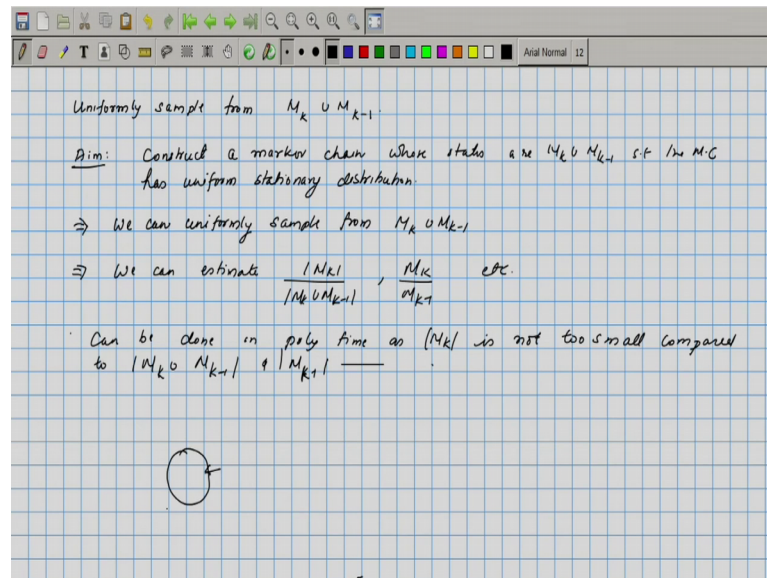 T Arial Normal 12
Uniformly sample from M_k ∪ M_{k-1}.
Aim: Construct a markov chain whose states are M_k ∪ M_{k-1} s.t the M.C
has uniform stationary distribution.
⇒ We can uniformly sample from M_k ∪ M_{k-1}
⇒ We can estimate |M_k| / |M_k ∪ M_{k-1}| , M_k / M_{k-1} etc.
Can be done in poly time as |M_k| is not too small compared
to |M_k ∪ M_{k-1}| & |M_{k-1}| —— .